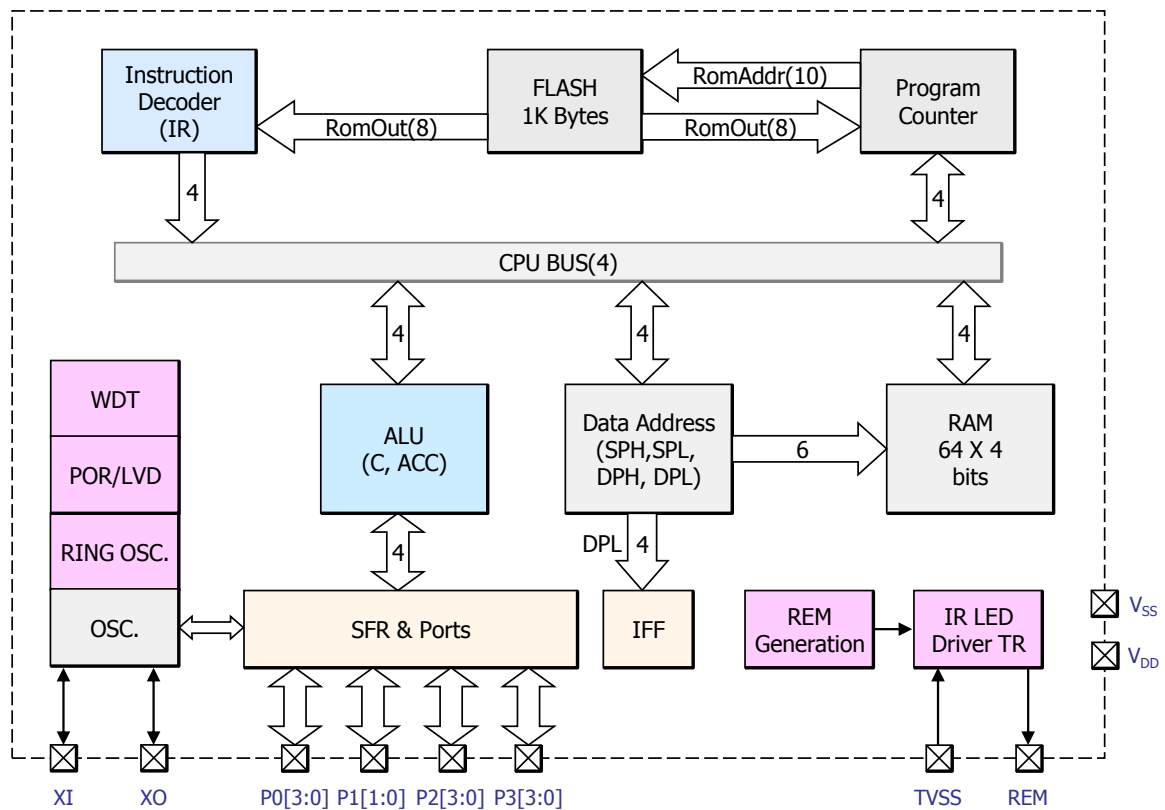 Instruction
Decoder
(IR)
RomOut(8)
FLASH
1K Bytes
RomAddr(10)
RomOut(8)
Program
Counter
4
4
CPU BUS(4)
4
4
4
WDT
POR/LVD
RING OSC.
OSC.
ALU
(C, ACC)
Data Address
(SPH,SPL,
DPH, DPL)
6
RAM
64 X 4
bits
4
DPL
4
SFR & Ports
IFF
REM
Generation
IR LED
Driver TR
VSS
VDD
XI
XO
P0[3:0]
P1[1:0]
P2[3:0]
P3[3:0]
TVSS
REM